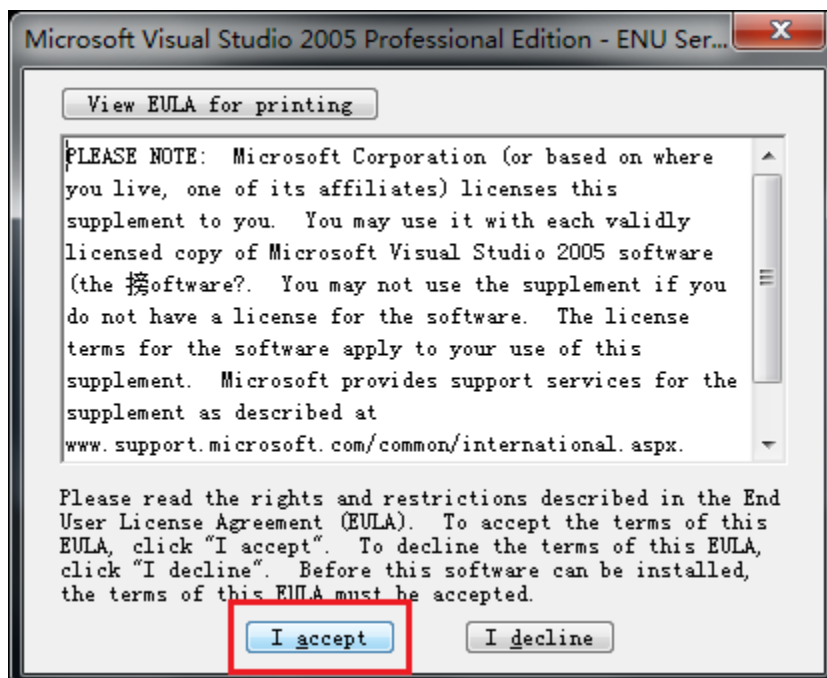 Microsoft Visual Studio 2005 Professional Edition - ENU Ser...
View EULA for printing
PLEASE NOTE:  Microsoft Corporation (or based on where
you live, one of its affiliates) licenses this
supplement to you.  You may use it with each validly
licensed copy of Microsoft Visual Studio 2005 software
(the 接oftware?.  You may not use the supplement if you
do not have a license for the software.  The license
terms for the software apply to your use of this
supplement.  Microsoft provides support services for the
supplement as described at
www.support.microsoft.com/common/international.aspx.
Please read the rights and restrictions described in the End
User License Agreement (EULA).  To accept the terms of this
EULA, click "I accept".  To decline the terms of this EULA,
click "I decline".  Before this software can be installed,
the terms of this EULA must be accepted.
I accept
I decline